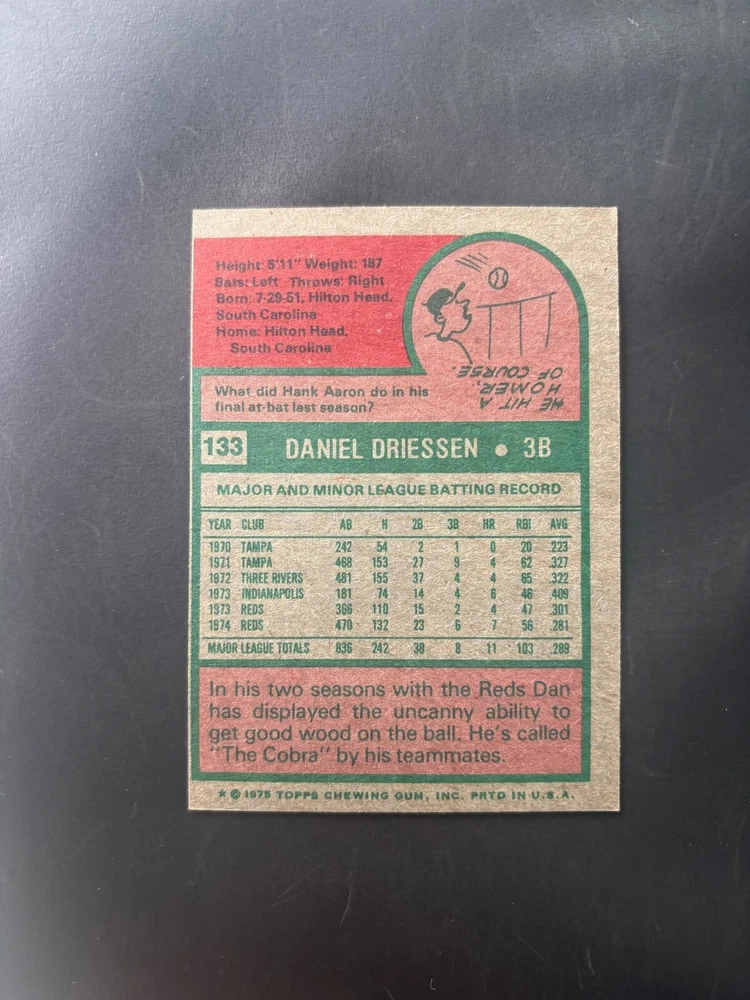 Height: 5'11" Weight: 187
Bats: Left Throws: Right
Born: 7-29-51, Hilton Head,
South Carolina
Home: Hilton Head,
South Carolina
HE HIT A
HOMER,
OF COURSE.
What did Hank Aaron do in his
final at-bat last season?
133 DANIEL DRIESSEN • 3B
MAJOR AND MINOR LEAGUE BATTING RECORD
YEAR CLUB AB H 2B 3B HR RBI AVG
1970 TAMPA 242 54 2 1 0 20 .223
1971 TAMPA 468 153 27 9 4 62 .327
1972 THREE RIVERS 481 155 37 4 4 65 .322
1973 INDIANAPOLIS 181 74 14 4 6 46 .409
1973 REDS 366 110 15 2 4 47 .301
1974 REDS 470 132 23 6 7 56 .281
MAJOR LEAGUE TOTALS 836 242 38 8 11 103 .289
In his two seasons with the Reds Dan
has displayed the uncanny ability to
get good wood on the ball. He's called
"The Cobra" by his teammates.
★ © 1975 TOPPS CHEWING GUM, INC. PRTD IN U.S.A.